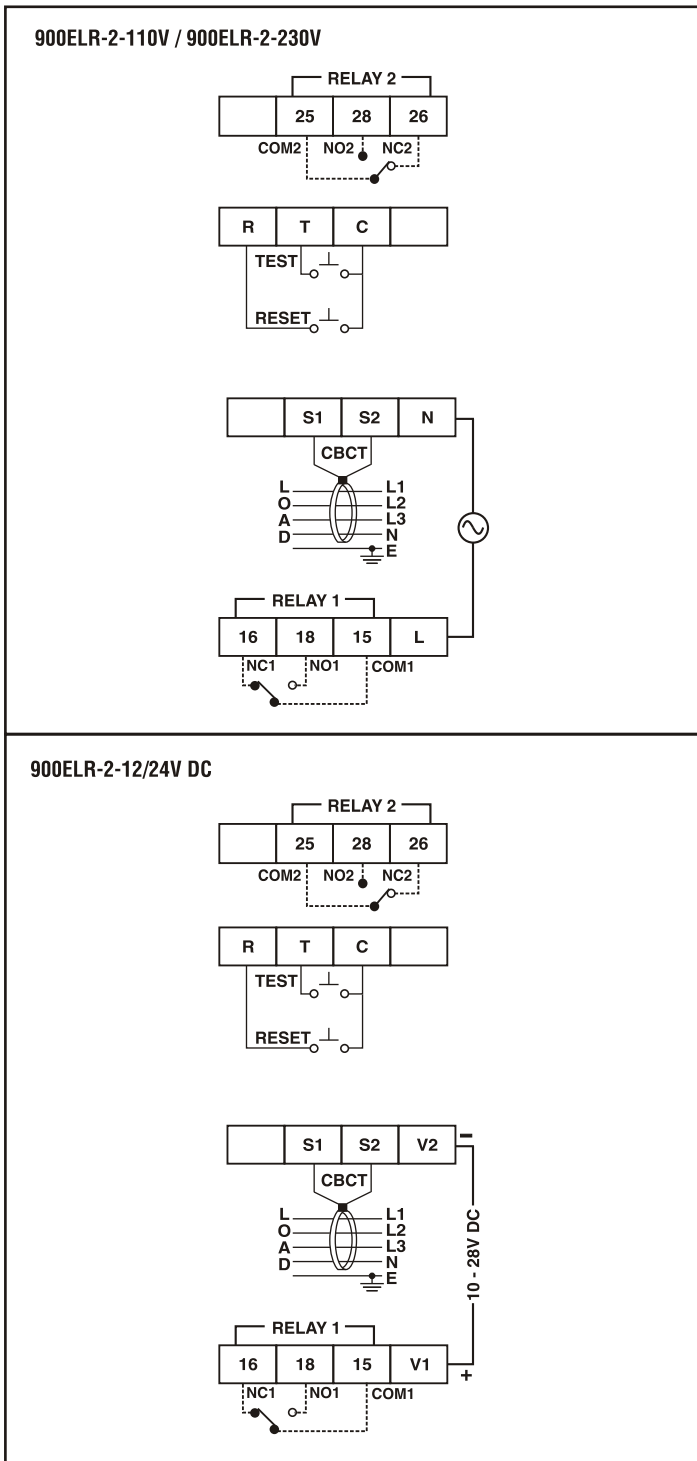 900ELR-2-110V / 900ELR-2-230V
RELAY 2
25 28 26
COM2 NO2 NC2
R T C
TEST
RESET
S1 S2 N
CBCT
L L1
O L2
A L3
D N
E
RELAY 1
16 18 15 L
NC1 NO1 COM1
900ELR-2-12/24V DC
RELAY 2
25 28 26
COM2 NO2 NC2
R T C
TEST
RESET
S1 S2 V2 -
CBCT
L L1
O L2
A L3
D N
E
10 - 28V DC
RELAY 1
16 18 15 V1 +
NC1 NO1 COM1